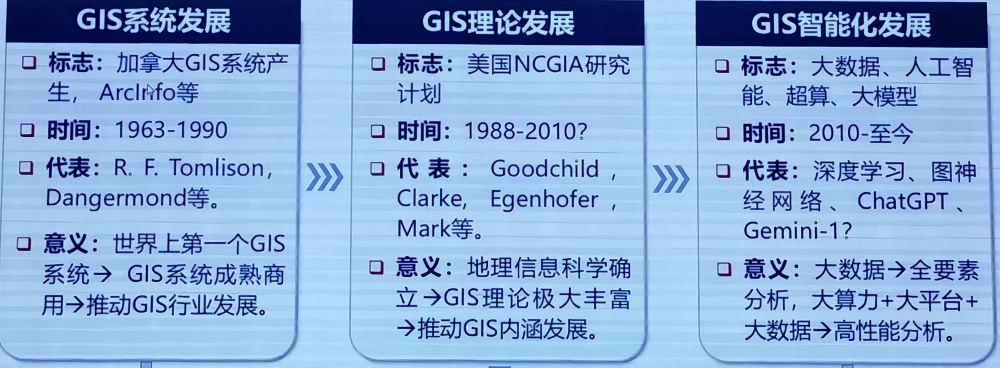 GIS系统发展
❑ 标志：加拿大GIS系统产
生， ArcInfo等
❑ 时间：1963-1990
❑ 代表：R. F. Tomlison,
Dangermond等。
❑ 意义：世界上第一个GIS
系统→ GIS系统成熟商
用→推动GIS行业发展。
GIS理论发展
❑ 标志：美国NCGIA研究
计划
❑ 时间：1988-2010?
❑ 代表： Goodchild ,
Clarke, Egenhofer ,
Mark等。
❑ 意义：地理信息科学确
立→GIS理论极大丰富
→推动GIS内涵发展。
GIS智能化发展
❑ 标志：大数据、人工智
能、超算、大模型
❑ 时间：2010-至今
❑ 代表：深度学习、图神
经网络、ChatGPT、
Gemini-1?
❑ 意义：大数据→全要素
分析，大算力+大平台+
大数据→高性能分析。